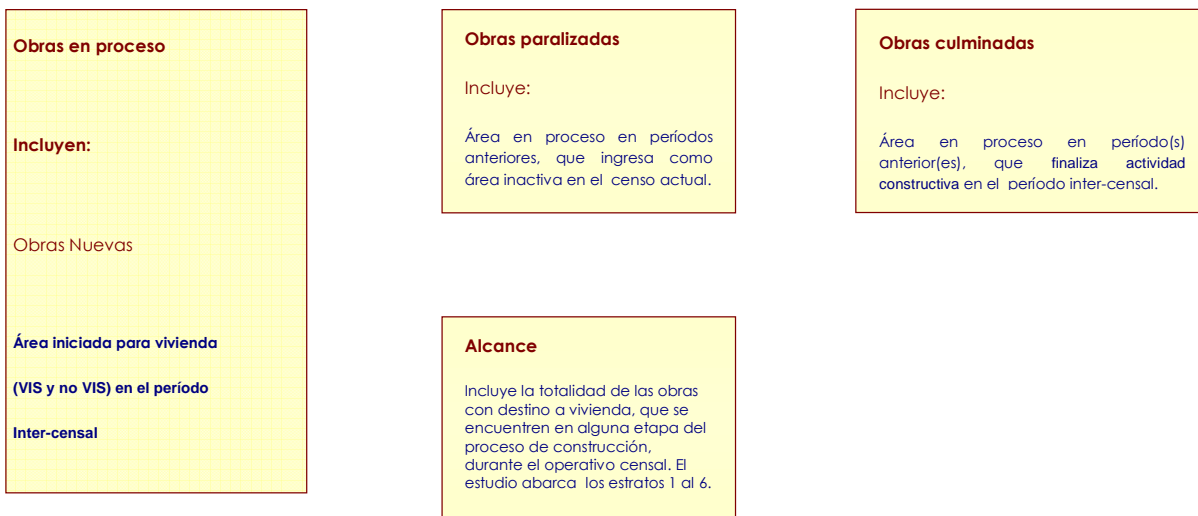 Obras en proceso
Incluyen:
Obras Nuevas
Área iniciada para vivienda
(VIS y no VIS) en el período
Inter-censal
Obras paralizadas
Incluye:
Área en proceso en períodos
anteriores, que ingresa como
área inactiva en el censo actual.
Obras culminadas
Incluye:
Área en proceso en período(s)
anterior(es), que finaliza actividad
constructiva en el período inter-censal.
Alcance
Incluye la totalidad de las obras
con destino a vivienda, que se
encuentren en alguna etapa del
proceso de construcción,
durante el operativo censal. El
estudio abarca los estratos 1 al 6.